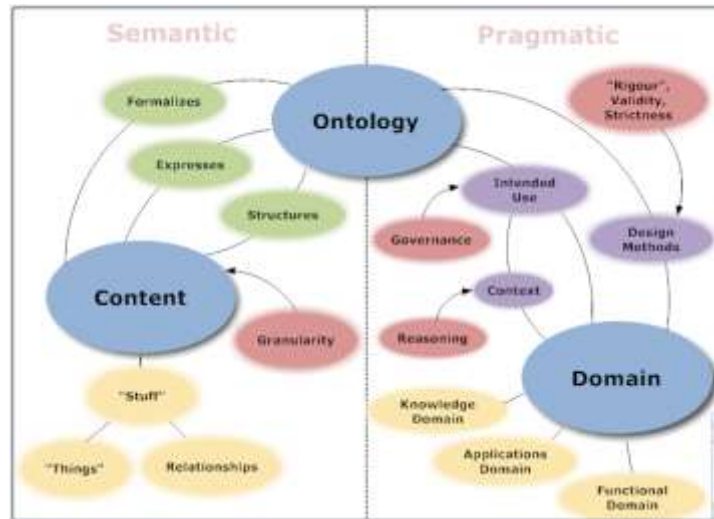 Semantic
Pragmatic
Formalizes
Ontology
"Rigour",
Validity,
Strictness
Expresses
Intended
Use
Structures
Governance
Design
Methods
Content
Context
Granularity
Reasoning
Domain
"Stuff"
Knowledge
Domain
"Things"
Relationships
Applications
Domain
Functional
Domain